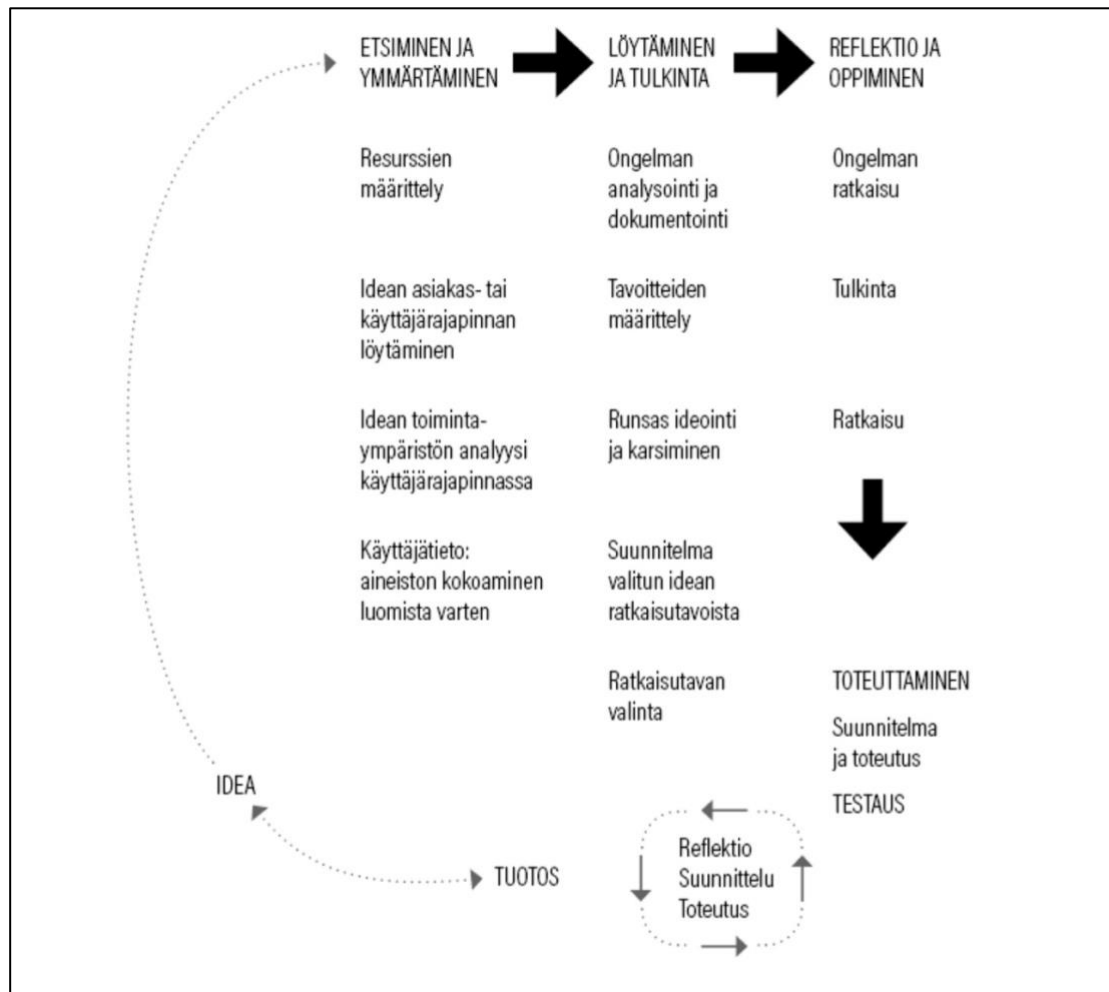 ETSIMINEN JA
YMMÄRTÄMINEN
LÖYTÄMINEN
JA TULKINTA
REFLEKTIO JA
OPPIMINEN
Resurssien
määrittely
Ongelman
analysointi ja
dokumentointi
Ongelman
ratkaisu
Idean asiakas- tai
käyttäjärajapinnan
löytäminen
Tavoitteiden
määrittely
Tulkinta
Idean toiminta-
ympäristön analyysi
käyttäjärajapinnassa
Runsas ideointi
ja karsiminen
Ratkaisu
Käyttäjätieto:
aineiston kokoaminen
luomista varten
Suunnitelma
valitun idean
ratkaisutavoista
Ratkaisutavan
valinta
TOTEUTTAMINEN
Suunnitelma
ja toteutus
TESTAUS
IDEA
TUOTOS
Reflektio
Suunnittelu
Toteutus